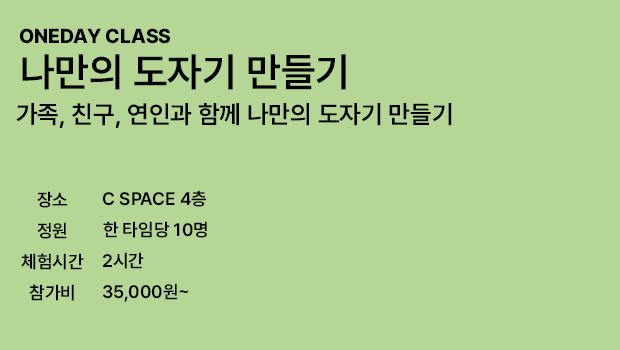 ONEDAY CLASS
나만의 도자기 만들기
가족, 친구, 연인과 함께 나만의 도자기 만들기
장소 C SPACE 4층
정원 한 타임당 10명
체험시간 2시간
참가비 35,000원~